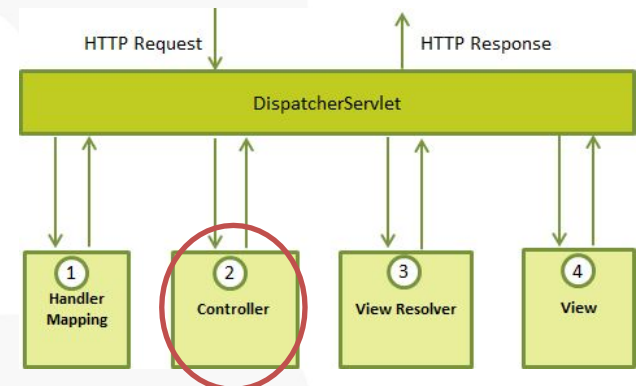 HTTP Request
HTTP Response
DispatcherServlet
1
Handler
Mapping
2
Controller
3
View Resolver
4
View